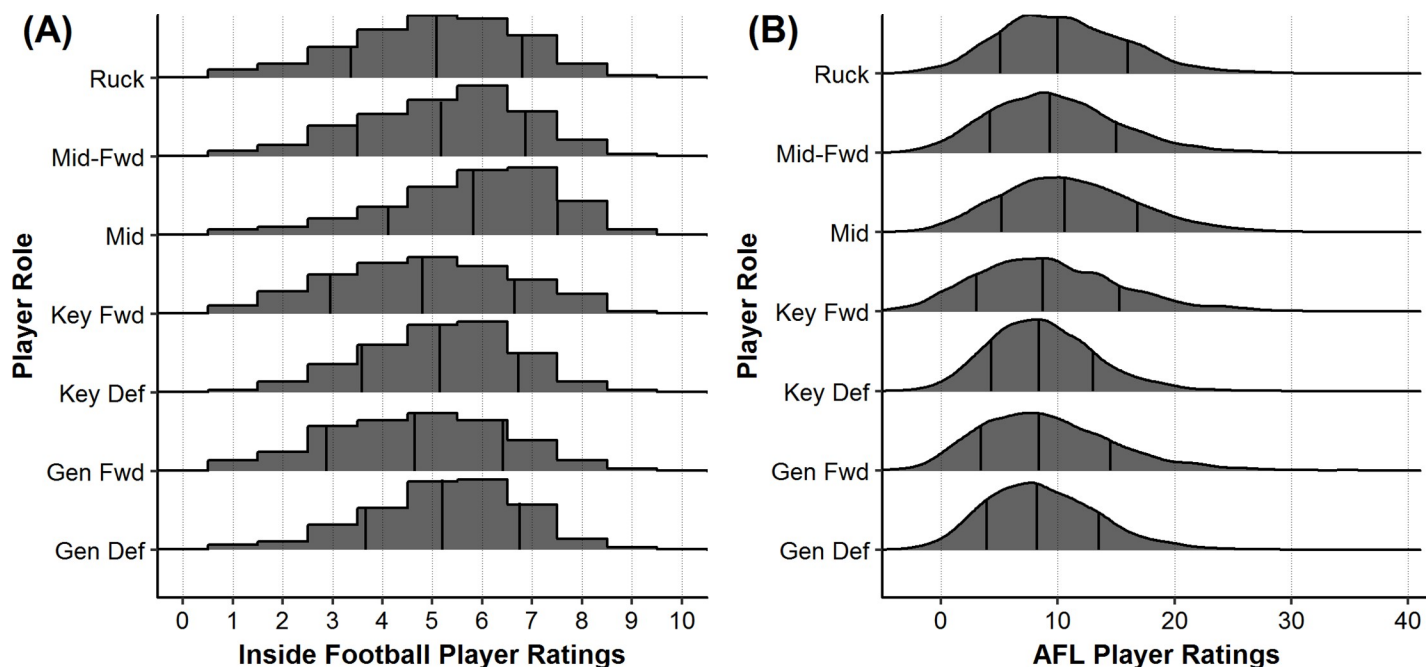 (A)
Player Role
Ruck
Mid-Fwd
Mid
Key Fwd
Key Def
Gen Fwd
Gen Def
0 1 2 3 4 5 6 7 8 9 10
Inside Football Player Ratings
(B)
Player Role
Ruck
Mid-Fwd
Mid
Key Fwd
Key Def
Gen Fwd
Gen Def
0 10 20 30 40
AFL Player Ratings